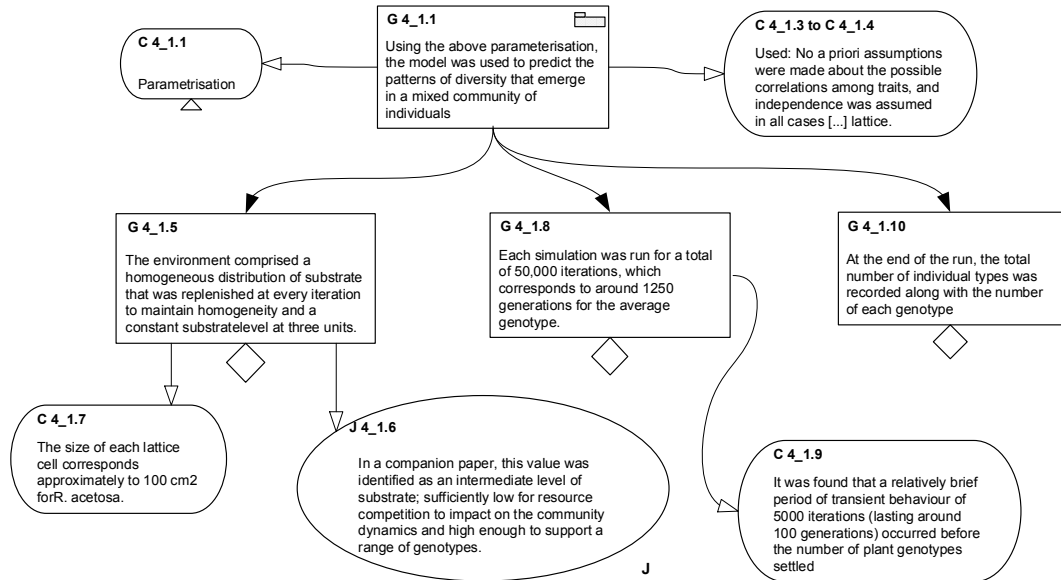 G 4_1.1
Using the above parameterisation,
the model was used to predict the
patterns of diversity that emerge
in a mixed community of
individuals
C 4_1.1
Parametrisation
C 4_1.3 to C 4_1.4
Used: No a priori assumptions
were made about the possible
correlations among traits, and
independence was assumed
in all cases [...] lattice.
G 4_1.5
The environment comprised a
homogeneous distribution of substrate
that was replenished at every iteration
to maintain homogeneity and a
constant substratelevel at three units.
G 4_1.8
Each simulation was run for a total
of 50,000 iterations, which
corresponds to around 1250
generations for the average
genotype.
G 4_1.10
At the end of the run, the total
number of individual types was
recorded along with the number
of each genotype
C 4_1.7
The size of each lattice
cell corresponds
approximately to 100 cm2
forR. acetosa.
J 4_1.6
In a companion paper, this value was
identified as an intermediate level of
substrate; sufficiently low for resource
competition to impact on the community
dynamics and high enough to support a
range of genotypes.
J
C 4_1.9
It was found that a relatively brief
period of transient behaviour of
5000 iterations (lasting around
100 generations) occurred before
the number of plant genotypes
settled